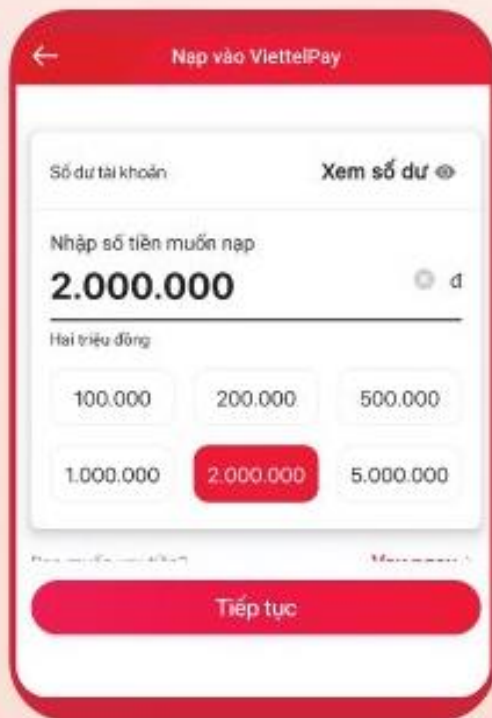 Nạp vào ViettelPay
Số dư tài khoản Xem số dư
Nhập số tiền muốn nạp
2.000.000 đ
Hai triệu đồng
100.000 200.000 500.000
1.000.000 2.000.000 5.000.000
Tiếp tục